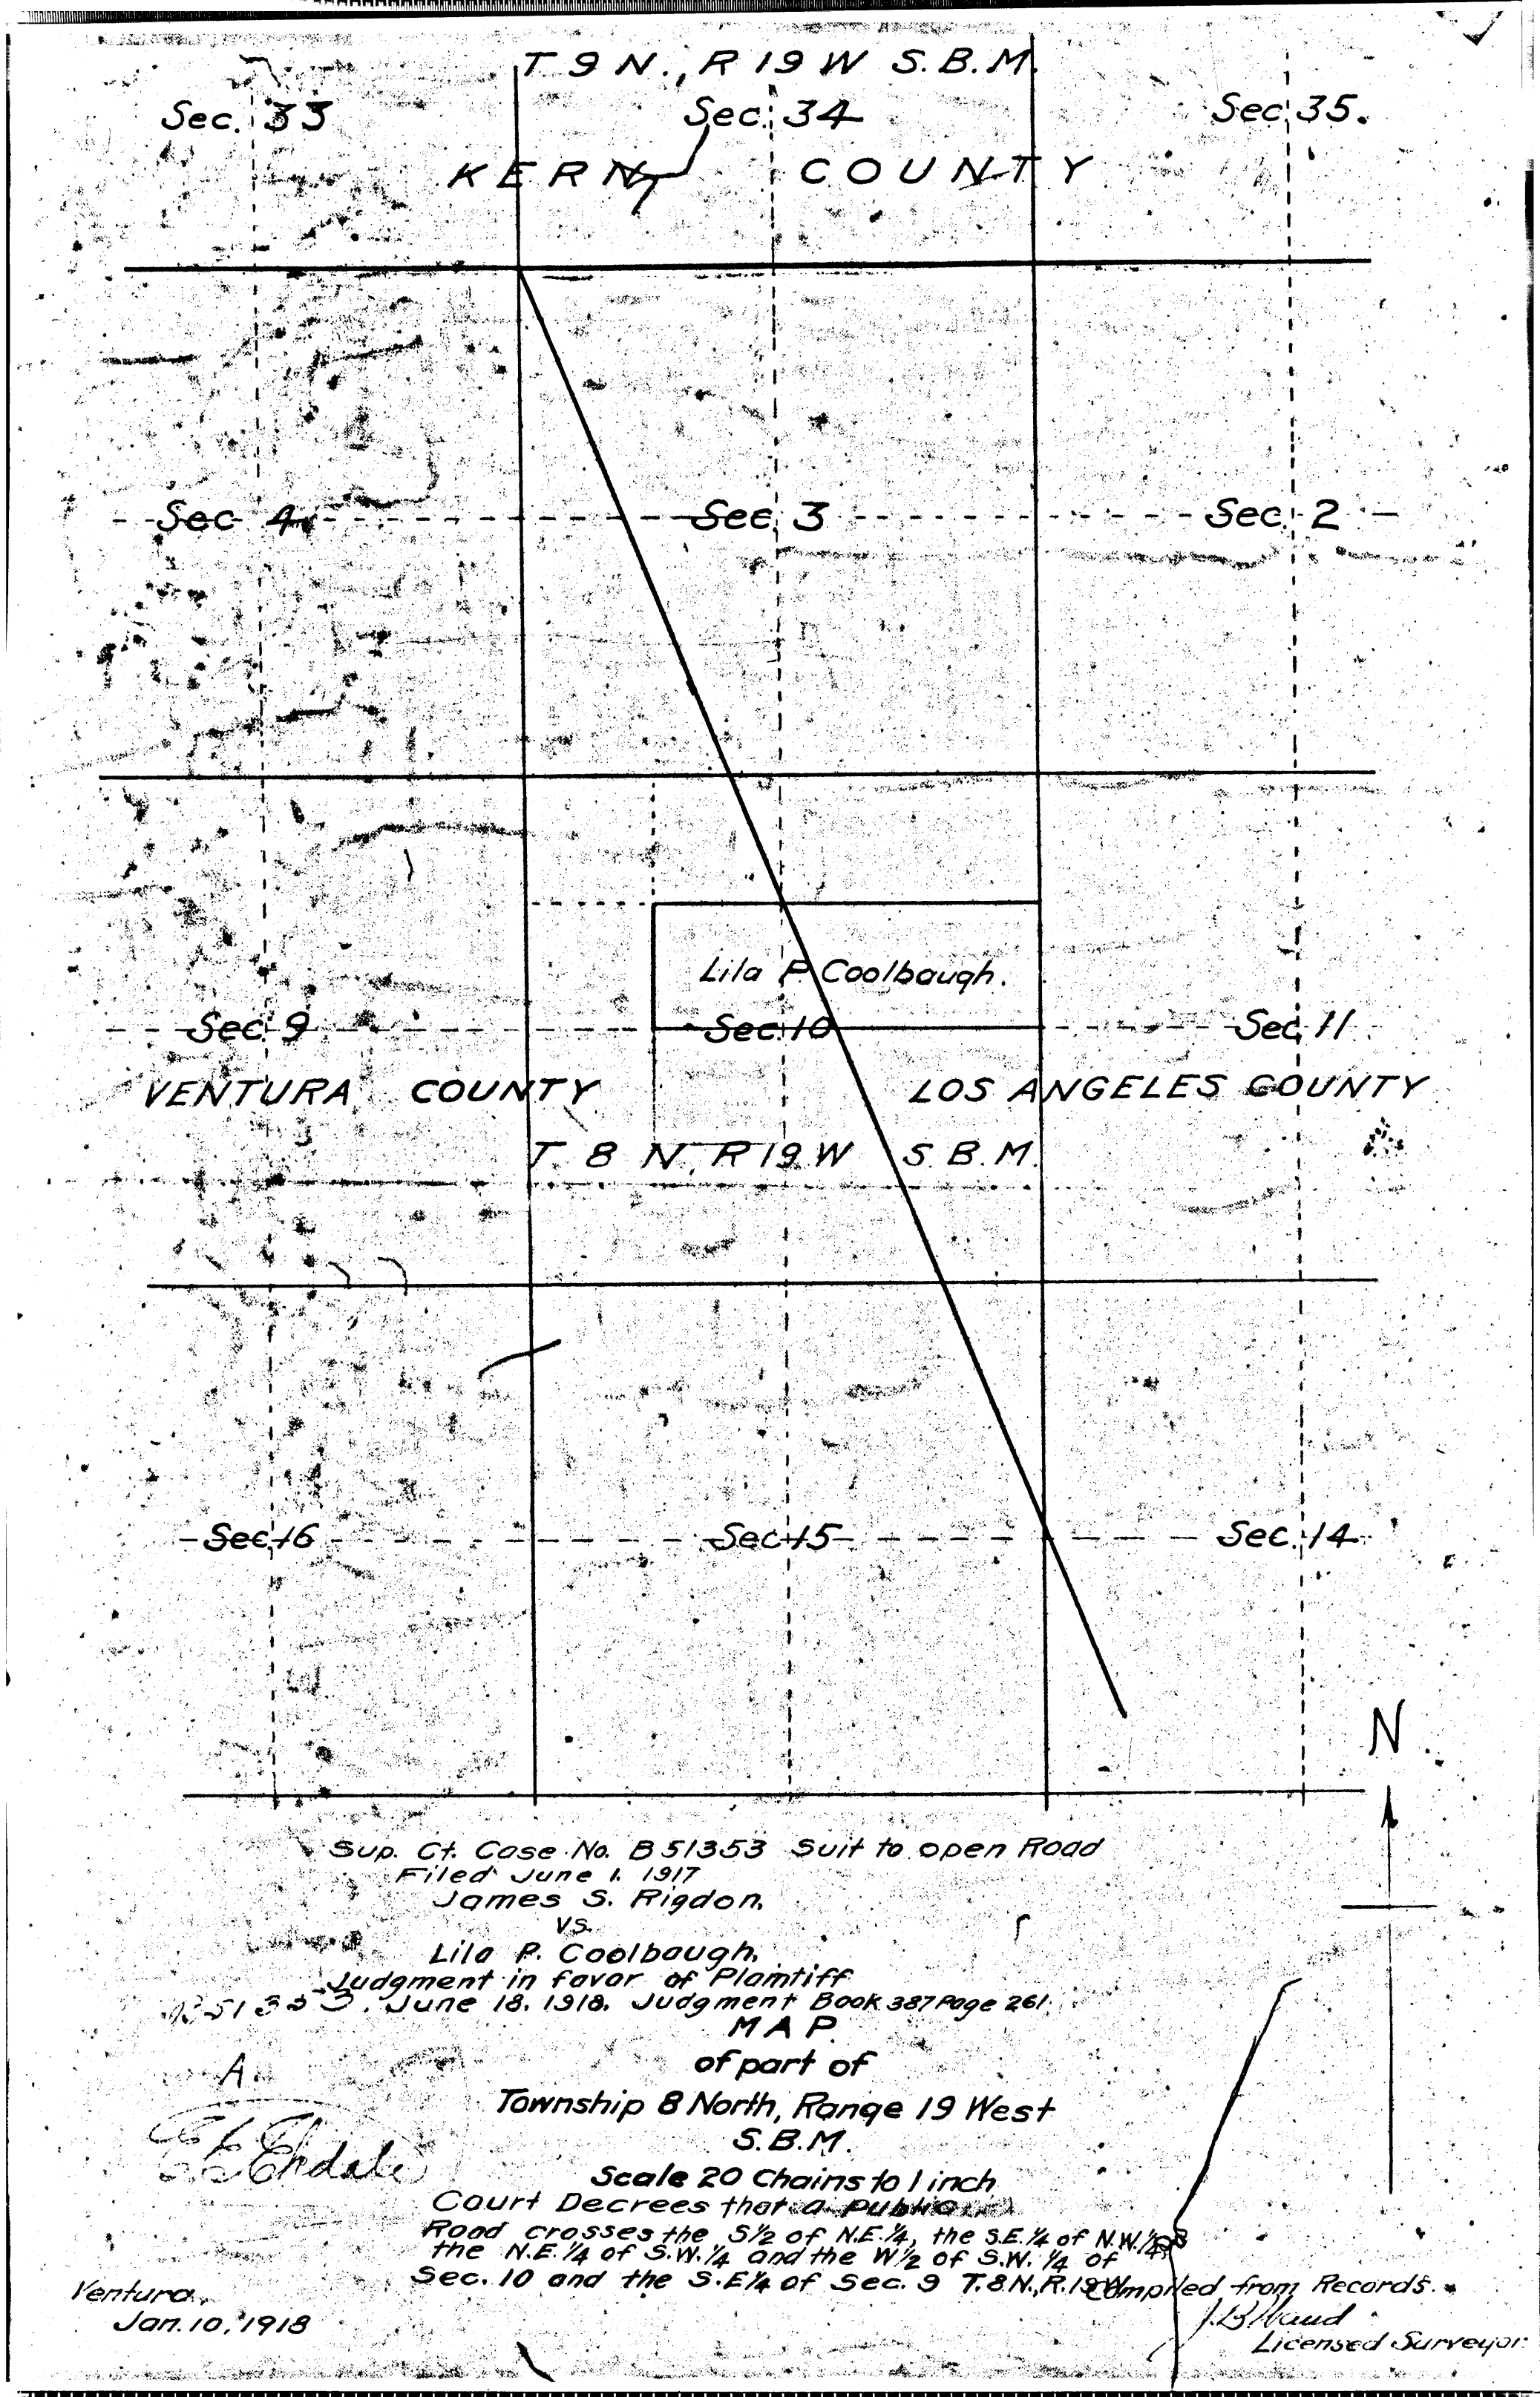 T 9 N., R 19 W S.B.M.
Sec. 33 Sec. 34 Sec. 35.
KERN COUNTY
Sec 4 Sec. 3 Sec. 2
Lila P. Coolbaugh.
Sec. 9 Sec. 10 Sec. 11
VENTURA COUNTY LOS ANGELES COUNTY
T. 8 N., R 19 W S.B.M.
Sec. 16 Sec. 15 Sec. 14
N
Sup. Ct. Case No. B 51353 Suit to open Road
Filed June 1. 1917
James S. Rigdon.
vs.
Lila P. Coolbaugh.
Judgment in favor of Plaintiff
June 18. 1918. Judgment Book 387 Page 261.
MAP
of part of
Township 8 North, Range 19 West
S.B.M.
Scale 20 Chains to 1 inch
Court Decrees that a public
Road crosses the S½ of N.E.¼, the S.E.¼ of N.W.¼
the N.E.¼ of S.W.¼ and the W½ of S.W.¼ of
Sec. 10 and the S.E¼ of Sec. 9 T.8.N., R.19W.
A
Ventura.
Jan. 10, 1918
Compiled from Records.
Licensed Surveyor.